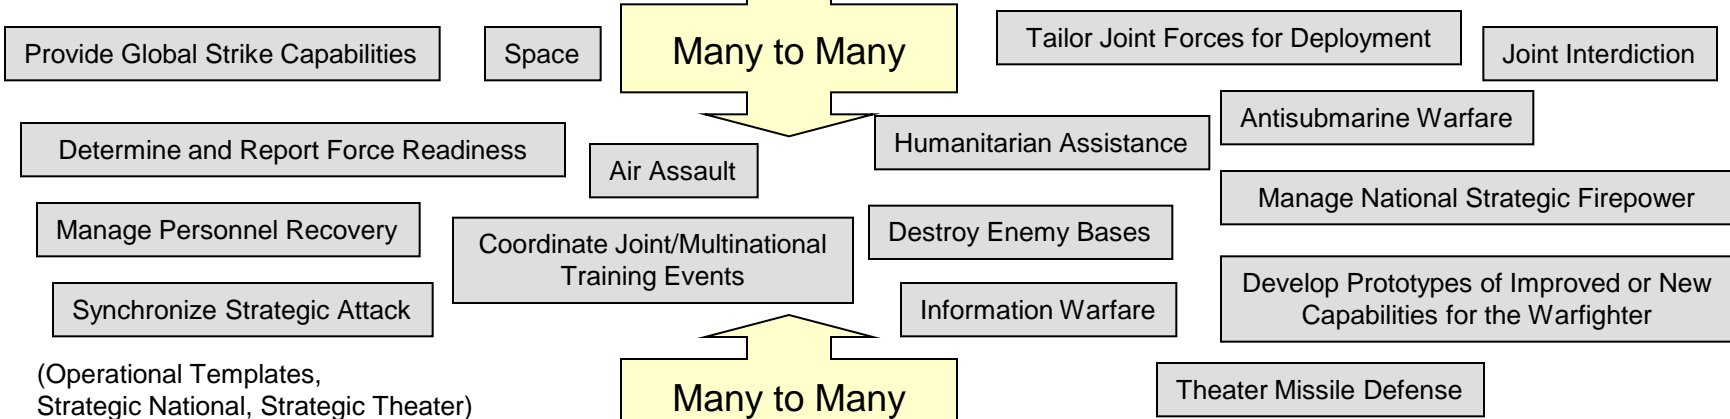 Provide Global Strike Capabilities
Space
Many to Many
Tailor Joint Forces for Deployment
Joint Interdiction
Determine and Report Force Readiness
Air Assault
Humanitarian Assistance
Antisubmarine Warfare
Manage National Strategic Firepower
Manage Personnel Recovery
Coordinate Joint/Multinational
Training Events
Destroy Enemy Bases
Synchronize Strategic Attack
Information Warfare
Develop Prototypes of Improved or New
Capabilities for the Warfighter
(Operational Templates,
Strategic National, Strategic Theater)
Many to Many
Theater Missile Defense